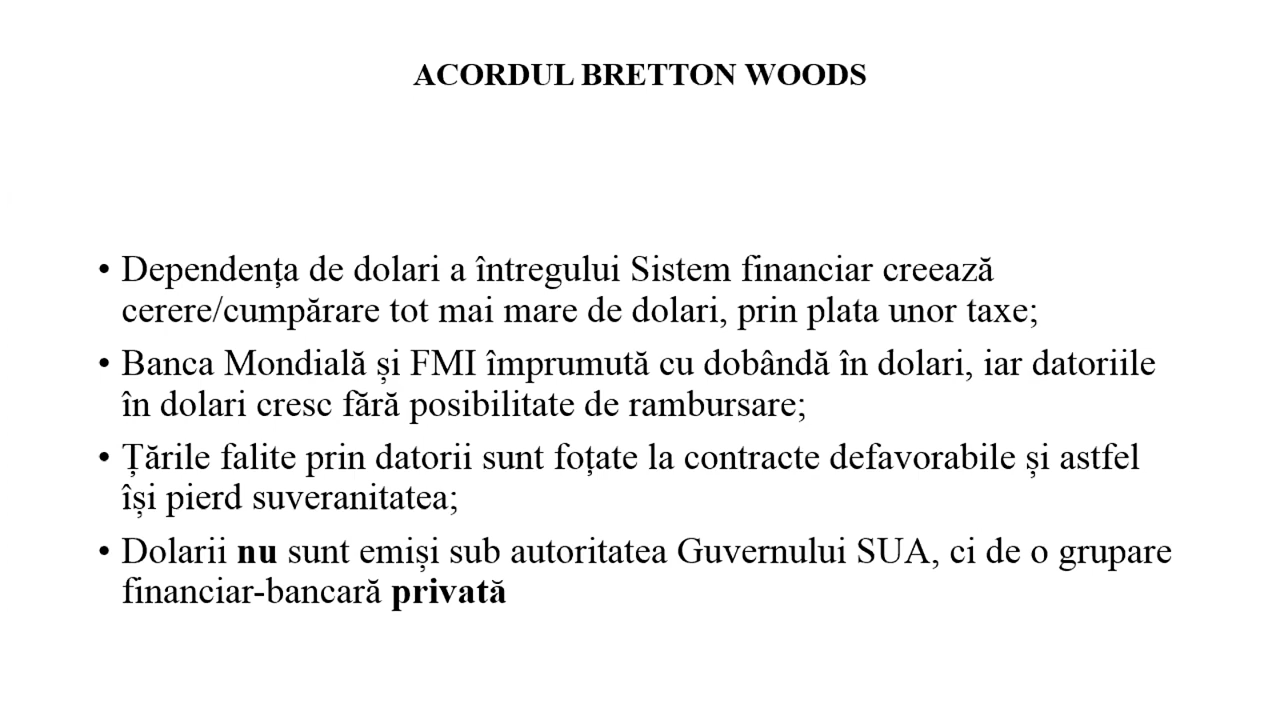 ACORDUL BRETTON WOODS
• Dependența de dolari a întregului Sistem financiar creează
cerere/cumpărare tot mai mare de dolari, prin plata unor taxe;
• Banca Mondială și FMI împrumută cu dobândă în dolari, iar datoriile
în dolari cresc fără posibilitate de rambursare;
• Țările falite prin datorii sunt foțate la contracte defavorabile și astfel
își pierd suveranitatea;
• Dolarii nu sunt emiși sub autoritatea Guvernului SUA, ci de o grupare
financiar-bancară privată